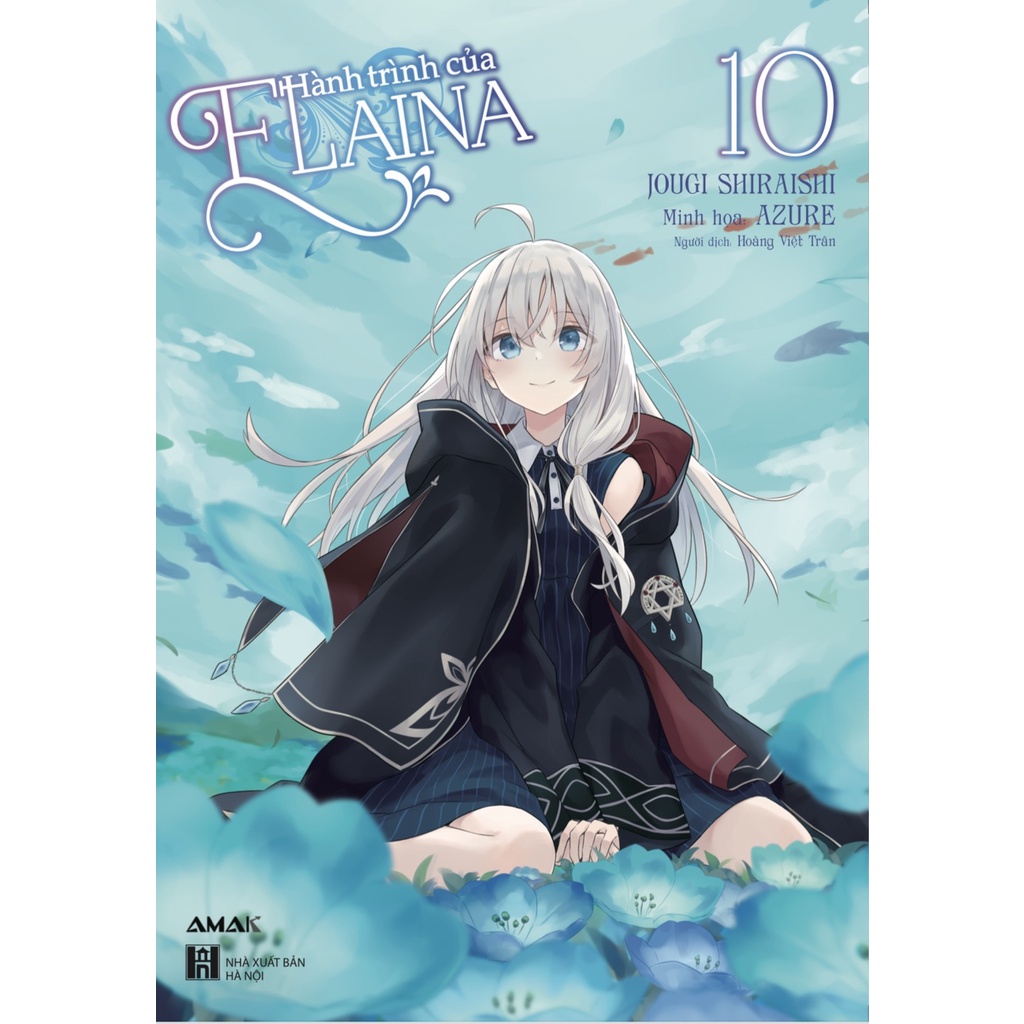 Hành trình của
ELAINA
10
JOUGI SHIRAISHI
Minh họa: AZURE
Người dịch: Hoàng Việt Trân
AMAK
NHÀ XUẤT BẢN
HÀ NỘI